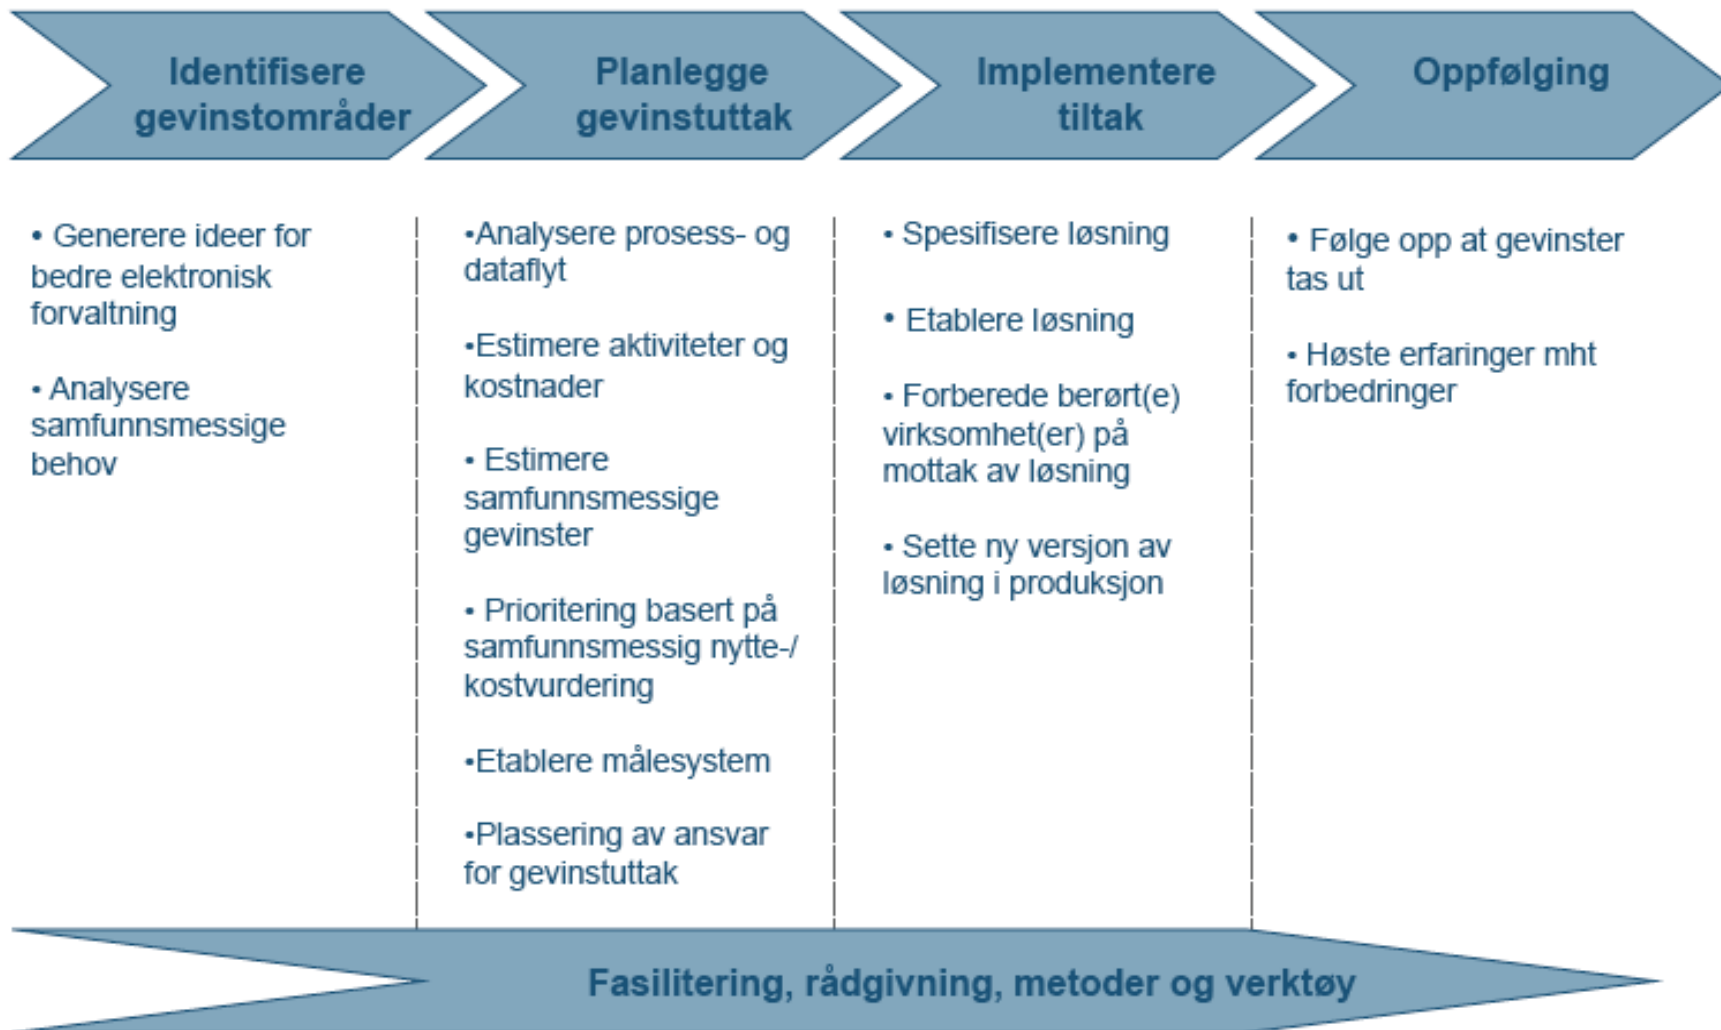 Identifisere
gevinstområder
Planlegge
gevinstuttak
Implementere
tiltak
Oppfølging
• Generere ideer for
bedre elektronisk
forvaltning
• Analysere
samfunnsmessige
behov
•Analysere prosess- og
dataflyt
•Estimere aktiviteter og
kostnader
• Estimere
samfunnsmessige
gevinster
• Prioritering basert på
samfunnsmessig nytte-/
kostvurdering
•Etablere målesystem
•Plassering av ansvar
for gevinstuttak
• Spesifisere løsning
• Etablere løsning
• Forberede berørt(e)
virksomhet(er) på
mottak av løsning
• Sette ny versjon av
løsning i produksjon
• Følge opp at gevinster
tas ut
• Høste erfaringer mht
forbedringer
Fasilitering, rådgivning, metoder og verktøy